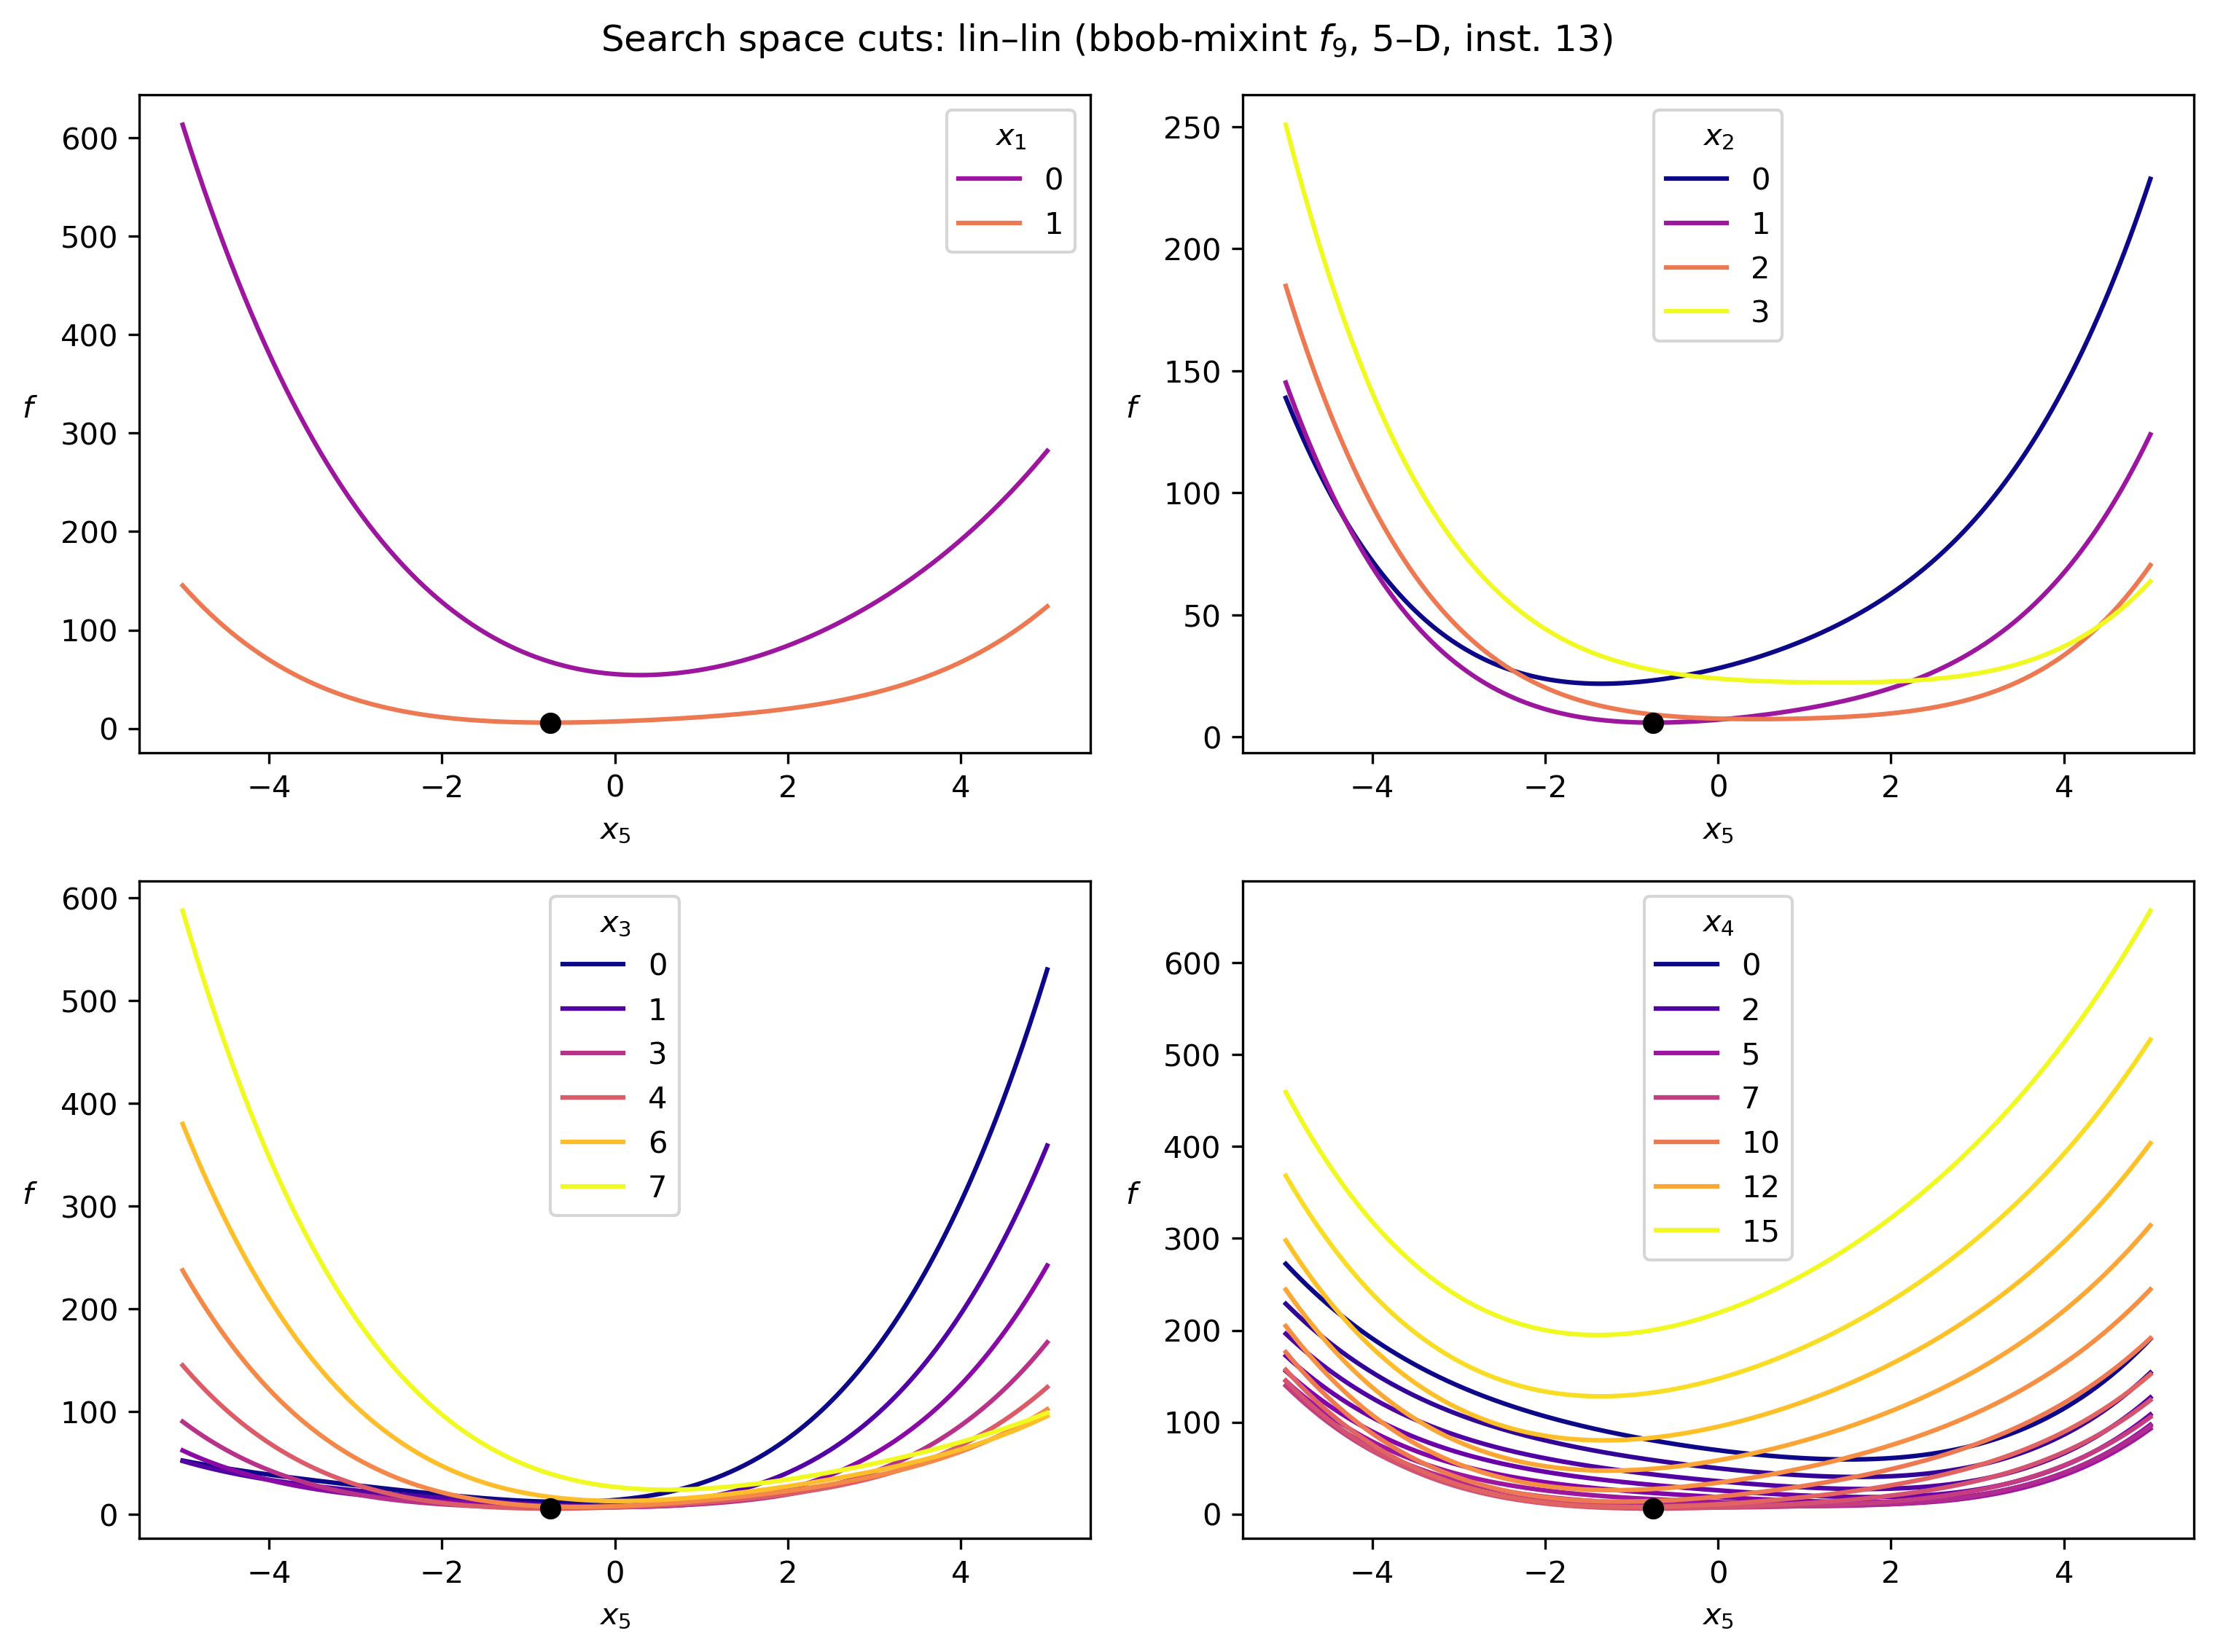 Search space cuts: lin–lin (bbob-mixint f₉, 5–D, inst. 13)
x₁
0
1
600
500
400
300
200
100
0
f
−4 −2 0 2 4
x₅
x₂
0
1
2
3
250
200
150
100
50
0
f
−4 −2 0 2 4
x₅
x₃
0
1
3
4
6
7
600
500
400
300
200
100
0
f
−4 −2 0 2 4
x₅
x₄
0
2
5
7
10
12
15
600
500
400
300
200
100
0
f
−4 −2 0 2 4
x₅